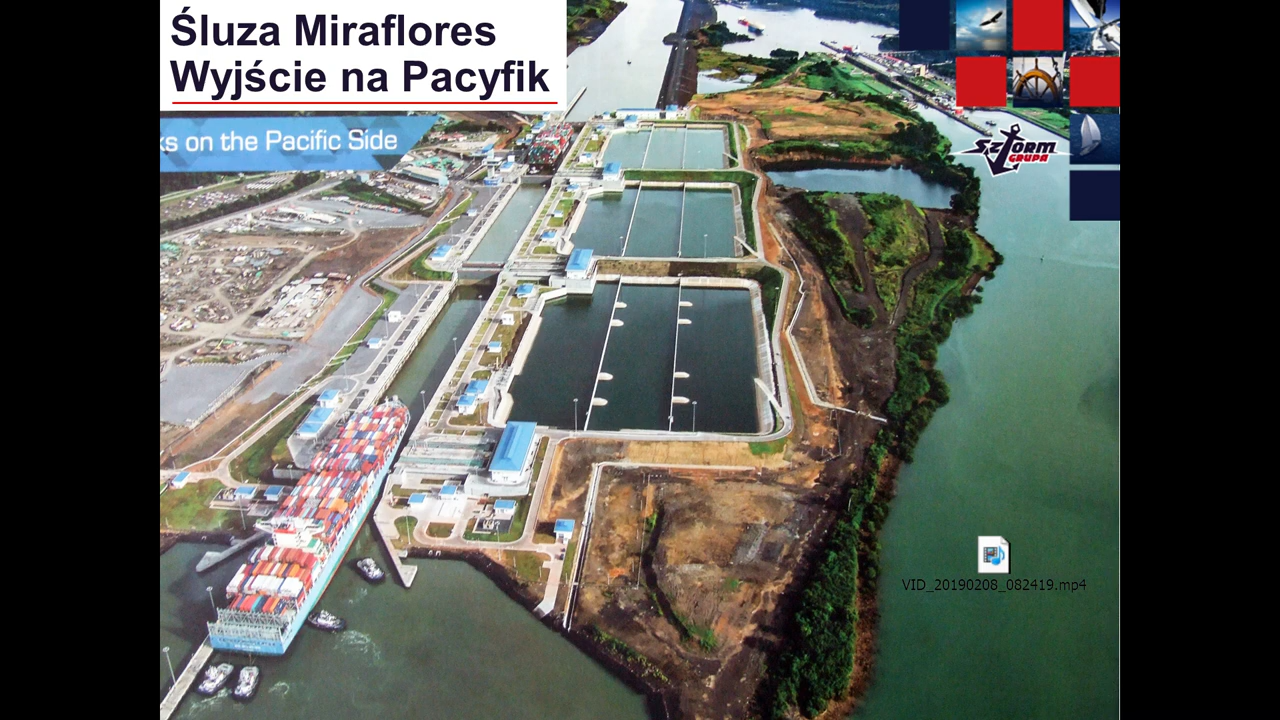 Śluza Miraflores
Wyjście na Pacyfik
ks on the Pacific Side
SZTORM
GRUPA
VID_20190208_082419.mp4